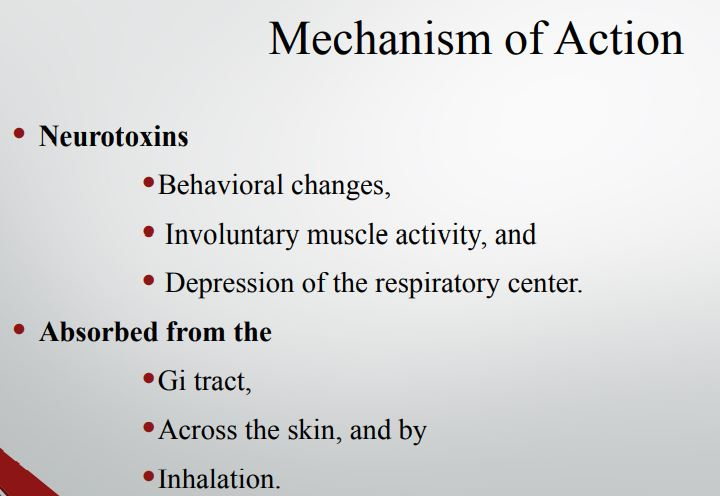 Mechanism of Action
• Neurotoxins
• Behavioral changes,
• Involuntary muscle activity, and
• Depression of the respiratory center.
• Absorbed from the
• Gi tract,
• Across the skin, and by
• Inhalation.